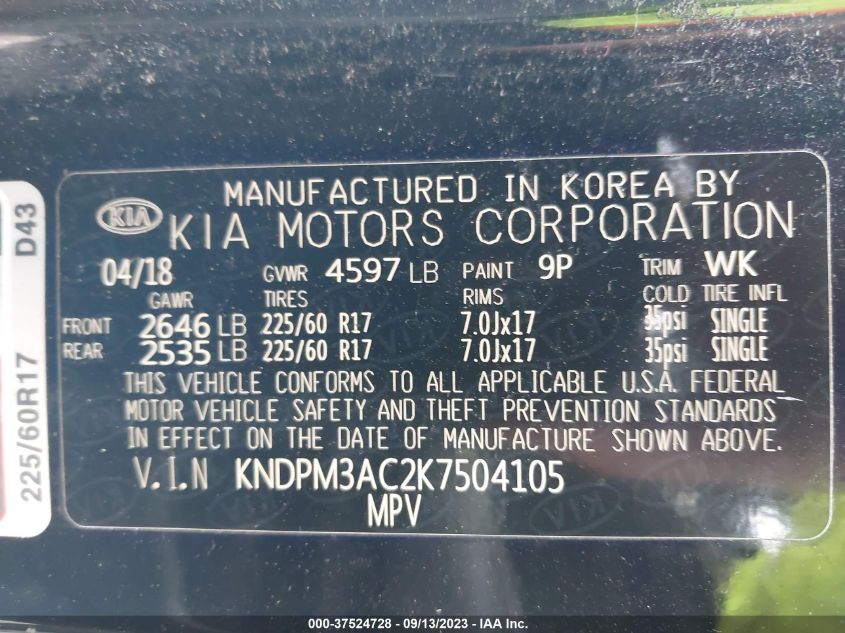 MANUFACTURED IN KOREA BY
KIA KIA MOTORS CORPORATION
04/18 GVWR 4597 LB PAINT 9P TRIM WK
GAWR TIRES RIMS COLD TIRE INFL
FRONT 2646 LB 225/60 R17 7.0Jx17 35psi SINGLE
REAR 2535 LB 225/60 R17 7.0Jx17 35psi SINGLE
THIS VEHICLE CONFORMS TO ALL APPLICABLE U.S.A. FEDERAL
MOTOR VEHICLE SAFETY AND THEFT PREVENTION STANDARDS
IN EFFECT ON THE DATE OF MANUFACTURE SHOWN ABOVE.
V.I.N KNDPM3AC2K7504105
MPV
225/60R17 D43
000-37524728 - 09/13/2023 - © IAA Inc.